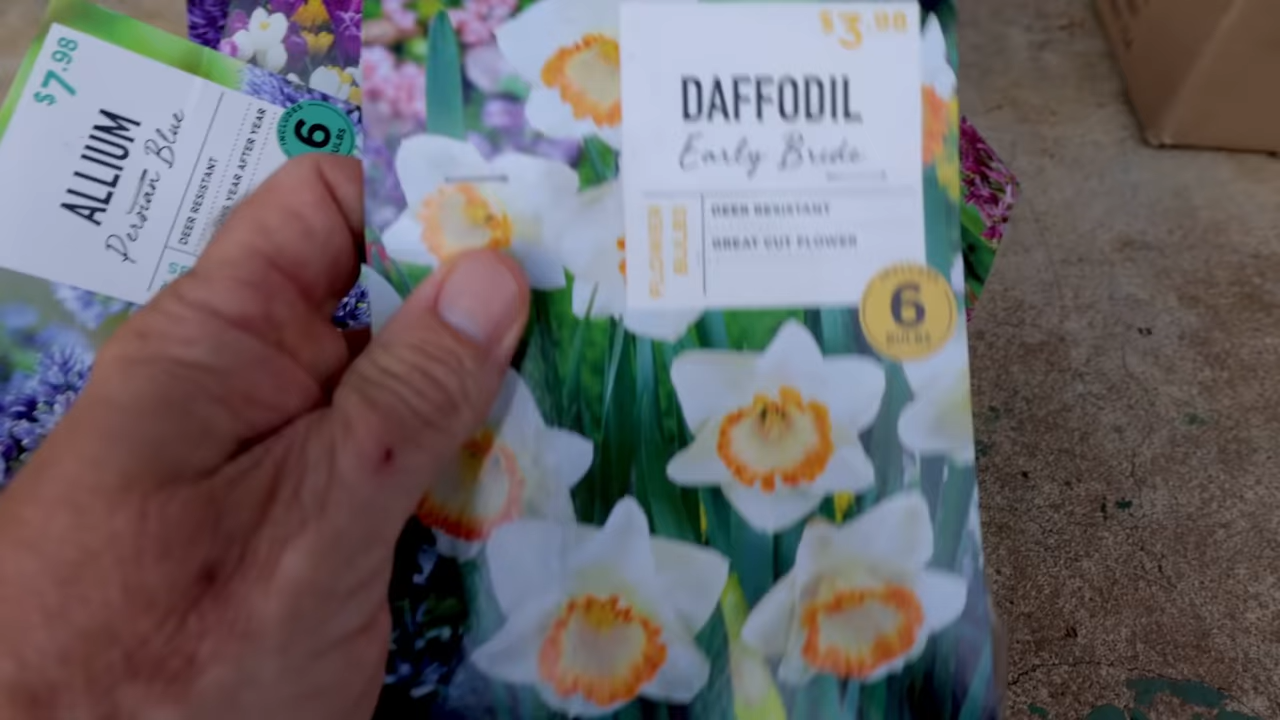 $7.98
ALLIUM
Persian Blue
DEER RESISTANT
YEAR AFTER YEAR
INCLUDES
6
ULBS
$3.98
DAFFODIL
Early Bride
FLOWER
BULBS
DEER RESISTANT
GREAT CUT FLOWER
INCLUDES
6
BULBS